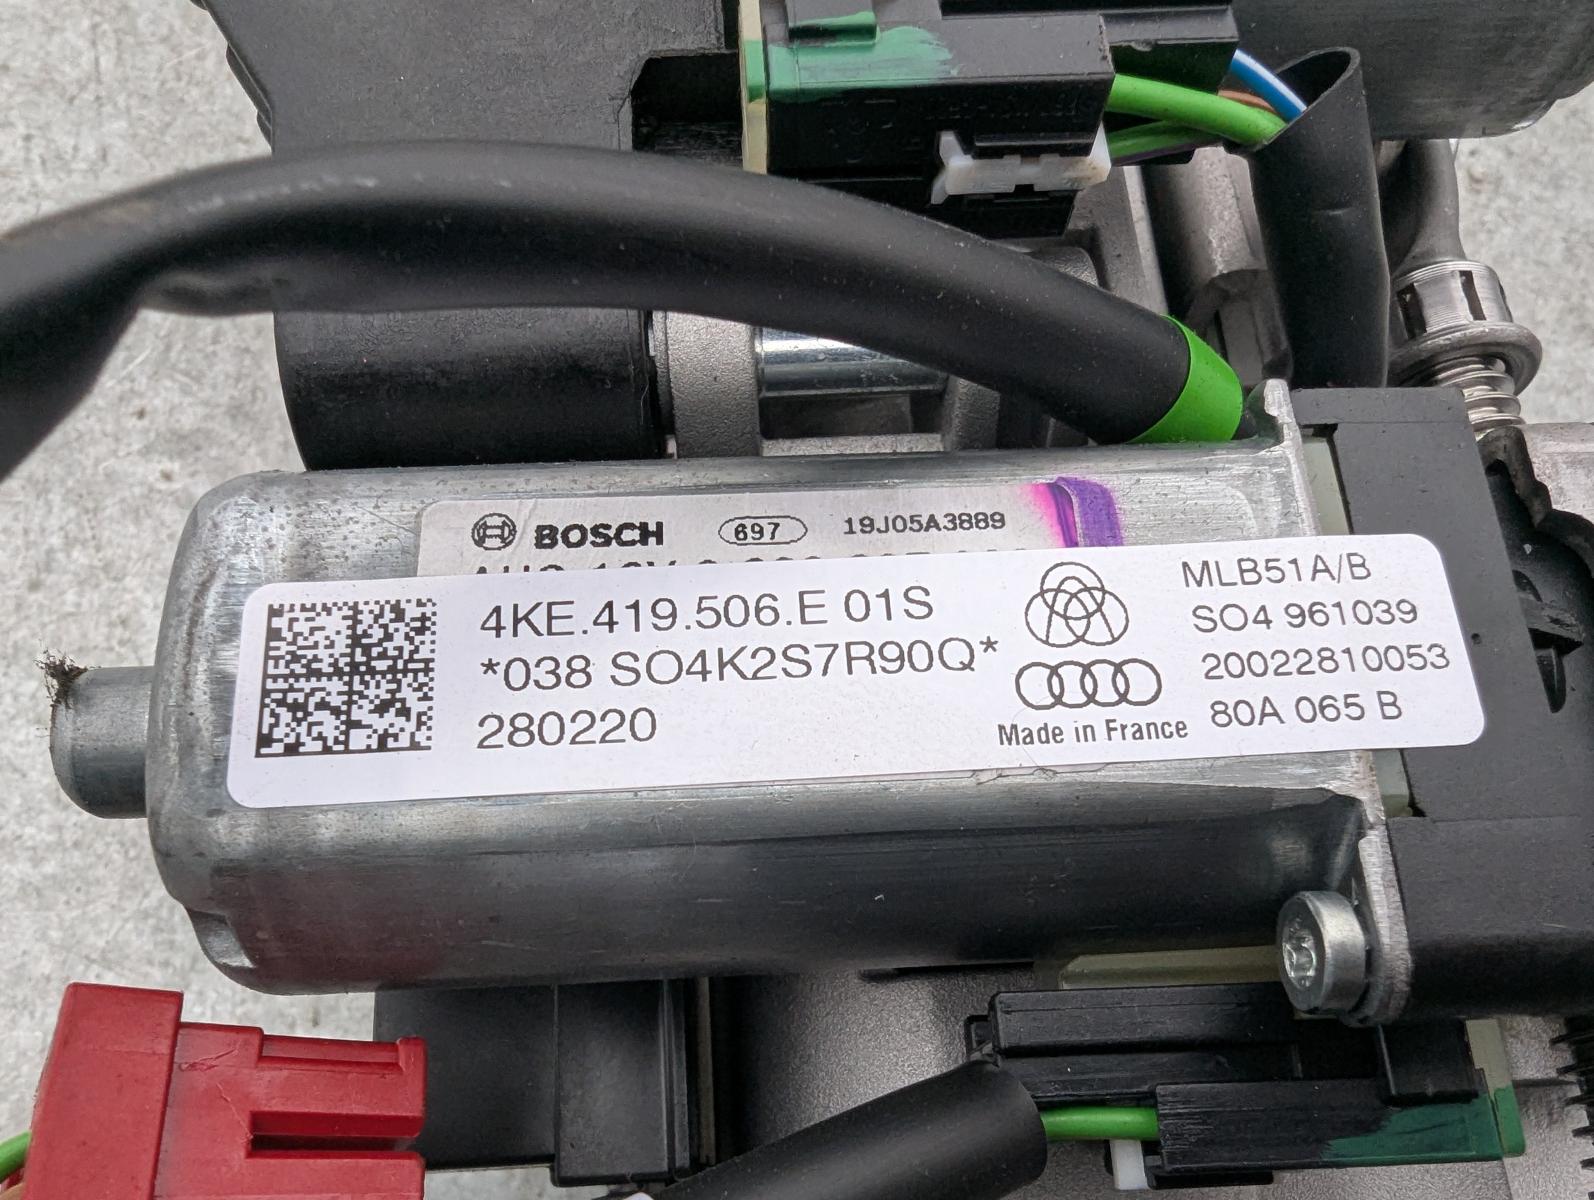 BOSCH 697 19J05A3889
4KE.419.506.E 01S
*038 SO4K2S7R90Q*
280220
Made in France
MLB51A/B
SO4 961039
20022810053
80A 065 B